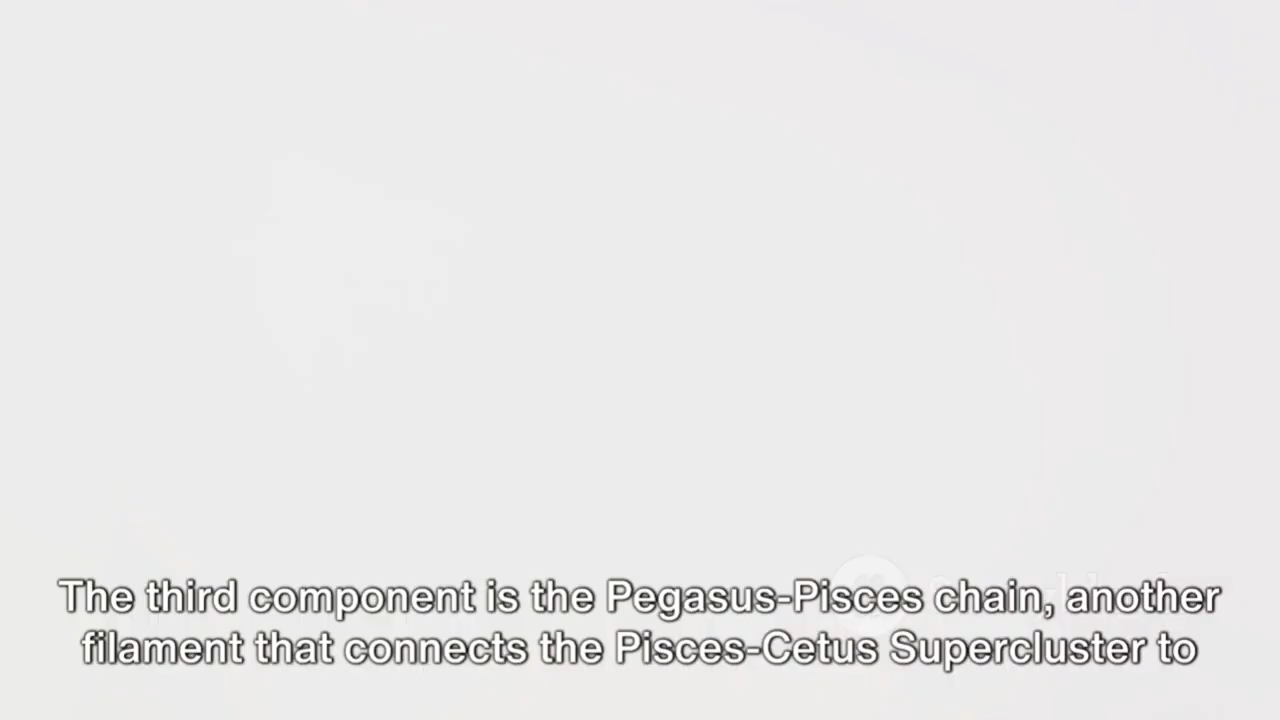 The third component is the Pegasus-Pisces chain, another
filament that connects the Pisces-Cetus Supercluster to